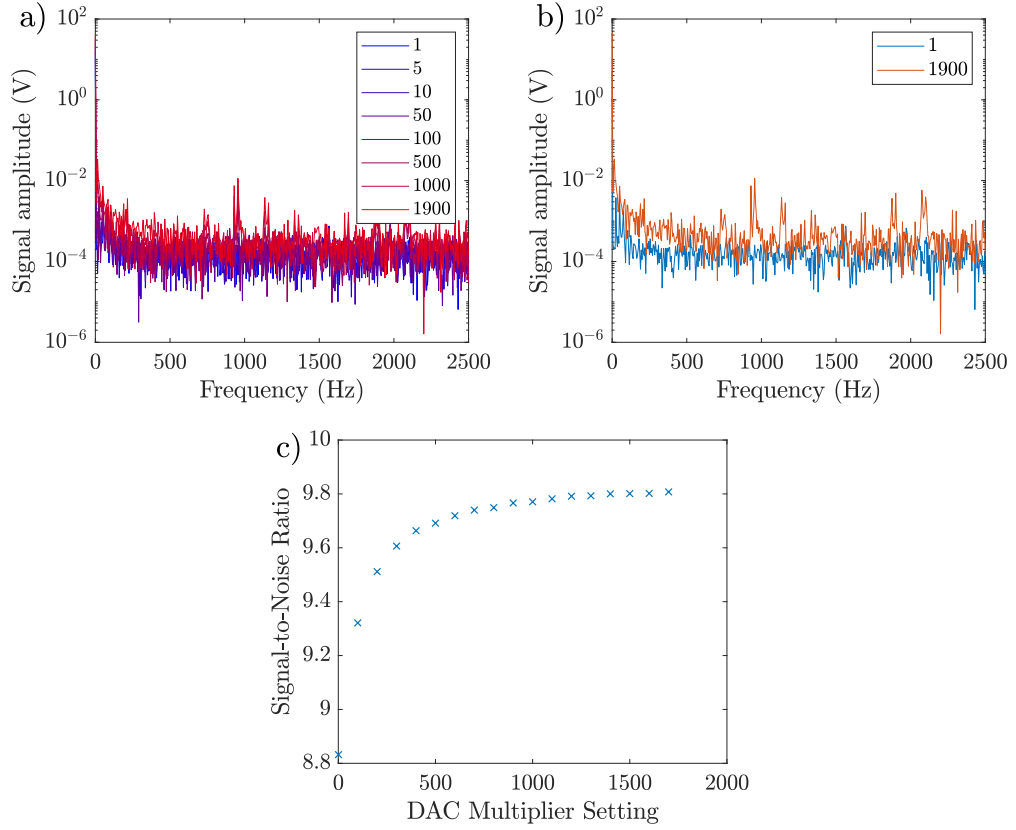 a)
Signal amplitude (V)
10^2
10^0
10^-2
10^-4
10^-6
0 500 1000 1500 2000 2500
Frequency (Hz)
1
5
10
50
100
500
1000
1900
b)
Signal amplitude (V)
10^2
10^0
10^-2
10^-4
10^-6
0 500 1000 1500 2000 2500
Frequency (Hz)
1
1900
c)
Signal-to-Noise Ratio
10
9.8
9.6
9.4
9.2
9
8.8
0 500 1000 1500 2000
DAC Multiplier Setting